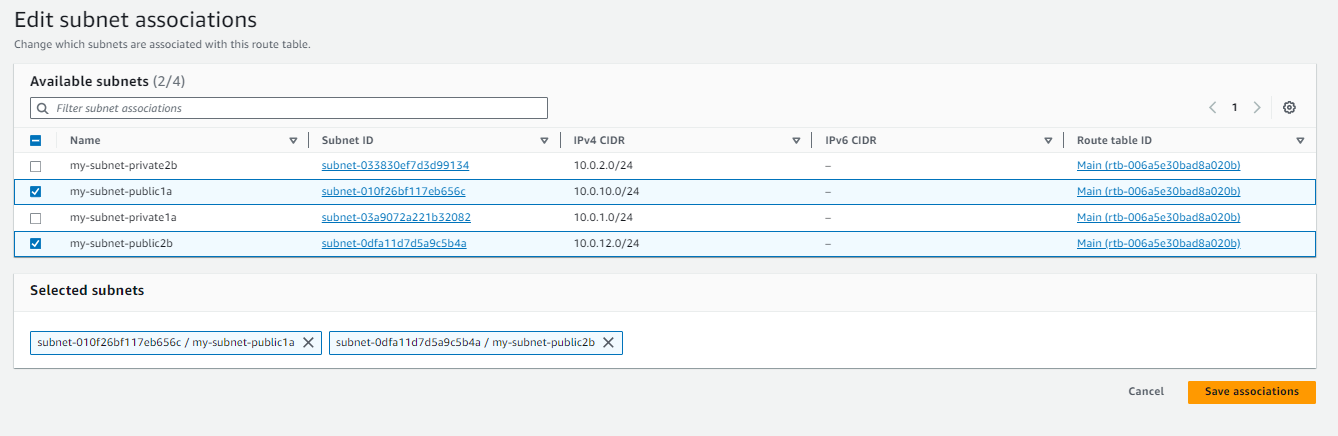 Edit subnet associations
Change which subnets are associated with this route table.
Available subnets (2/4)
Filter subnet associations
1
Name Subnet ID IPv4 CIDR IPv6 CIDR Route table ID
my-subnet-private2b subnet-033830ef7d3d99134 10.0.2.0/24 – Main (rtb-006a5e30bad8a020b)
my-subnet-public1a subnet-010f26bf117eb656c 10.0.10.0/24 – Main (rtb-006a5e30bad8a020b)
my-subnet-private1a subnet-03a9072a221b32082 10.0.1.0/24 – Main (rtb-006a5e30bad8a020b)
my-subnet-public2b subnet-0dfa11d7d5a9c5b4a 10.0.12.0/24 – Main (rtb-006a5e30bad8a020b)
Selected subnets
subnet-010f26bf117eb656c / my-subnet-public1a subnet-0dfa11d7d5a9c5b4a / my-subnet-public2b
Cancel Save associations